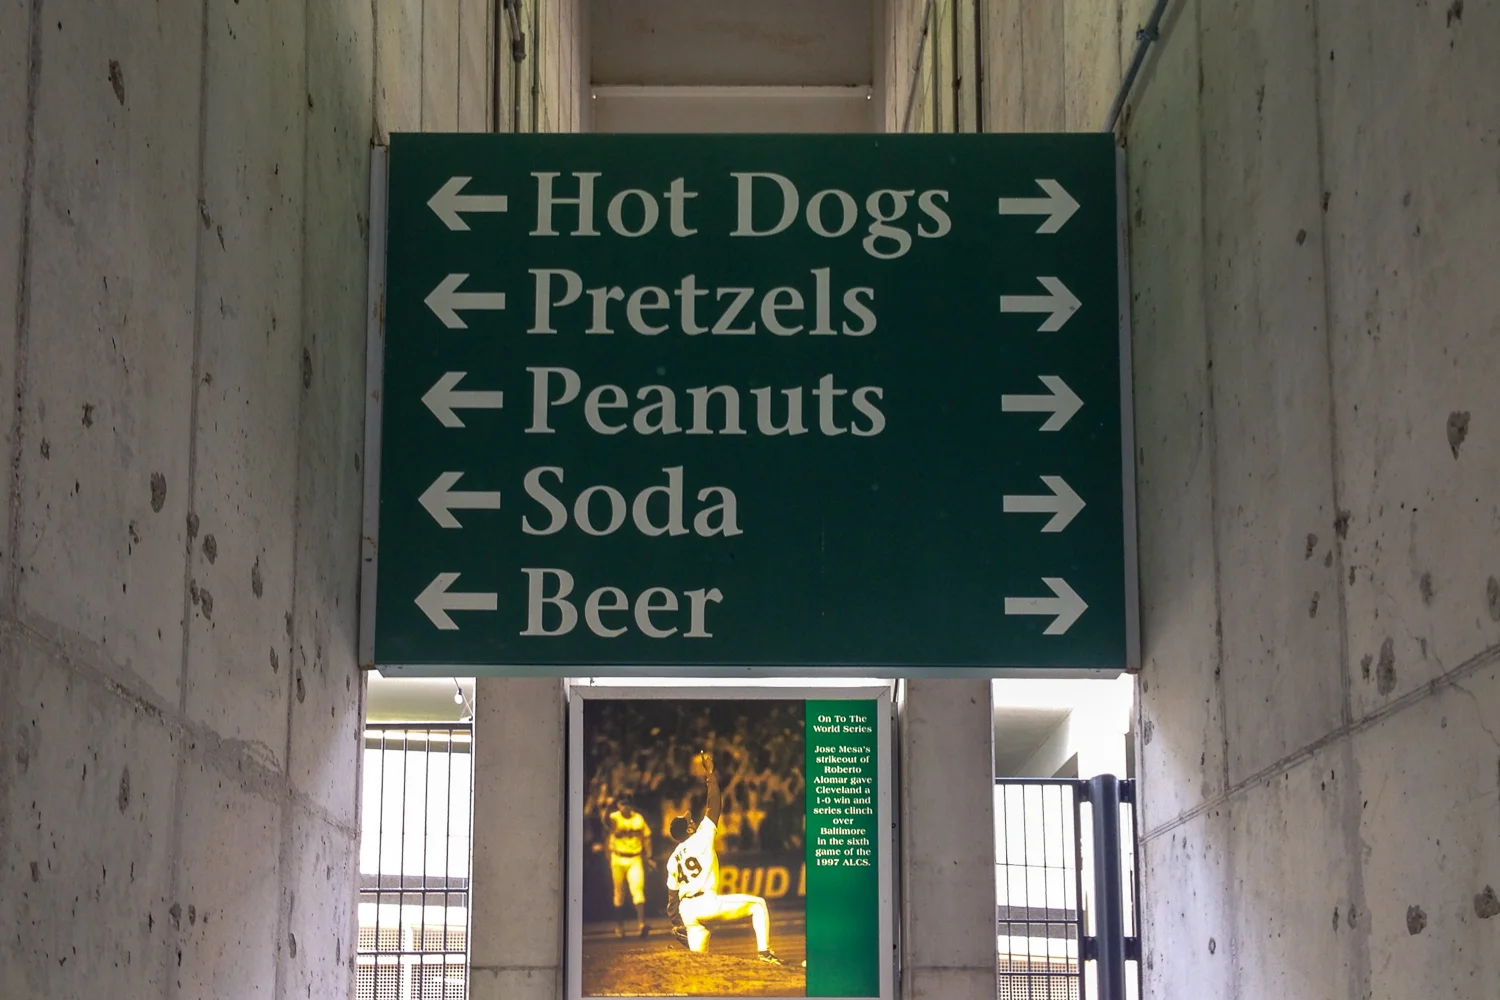 ← Hot Dogs →
← Pretzels →
← Peanuts →
← Soda →
← Beer →
On To The
World Series
Jose Mesa's
strikeout of
Roberto
Alomar gave
Cleveland a
1-0 win and
series clinch
over
Baltimore
in the sixth
game of the
1997 ALCS.
49
BUD